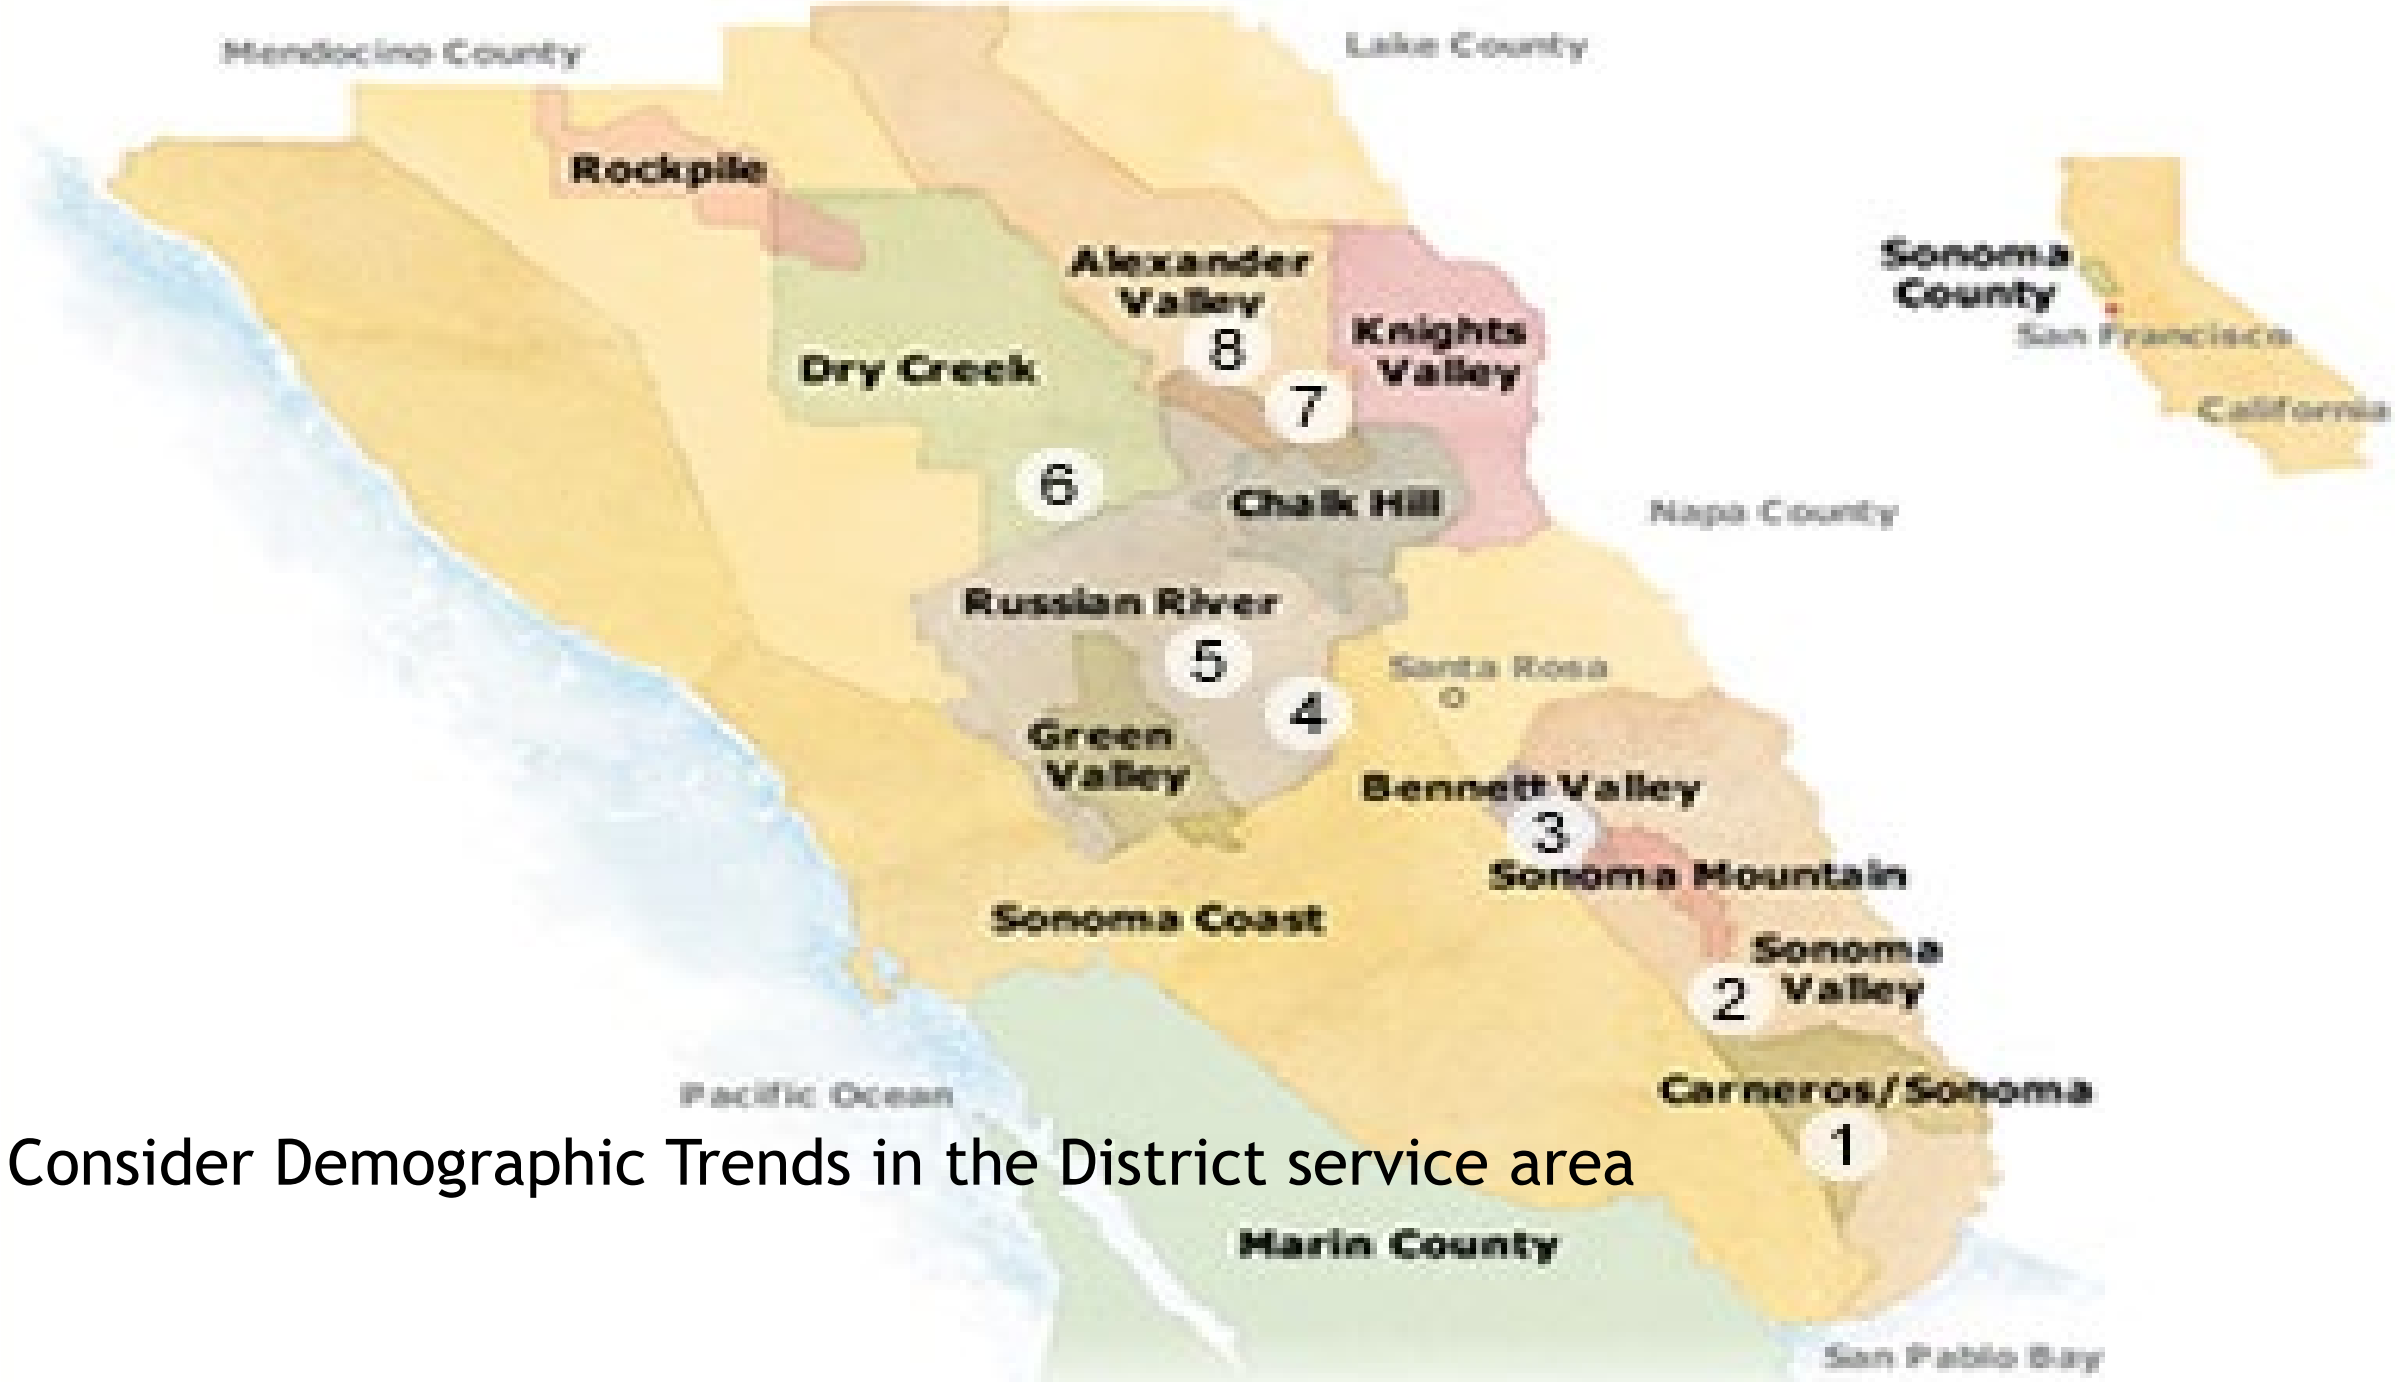 Mendocino County
Lake County
Rockpile
Alexander
Valley
8
Knights
Valley
Dry Creek
7
6
Chalk Hill
Napa County
Sonoma
County
San Francisco
California
Russian River
5
Santa Rosa
4
Green
Valley
Bennett Valley
3
Sonoma Mountain
Sonoma Coast
Sonoma
Valley
2
Carneros/Sonoma
1
Pacific Ocean
Consider Demographic Trends in the District service area
Marin County
San Pablo Bay